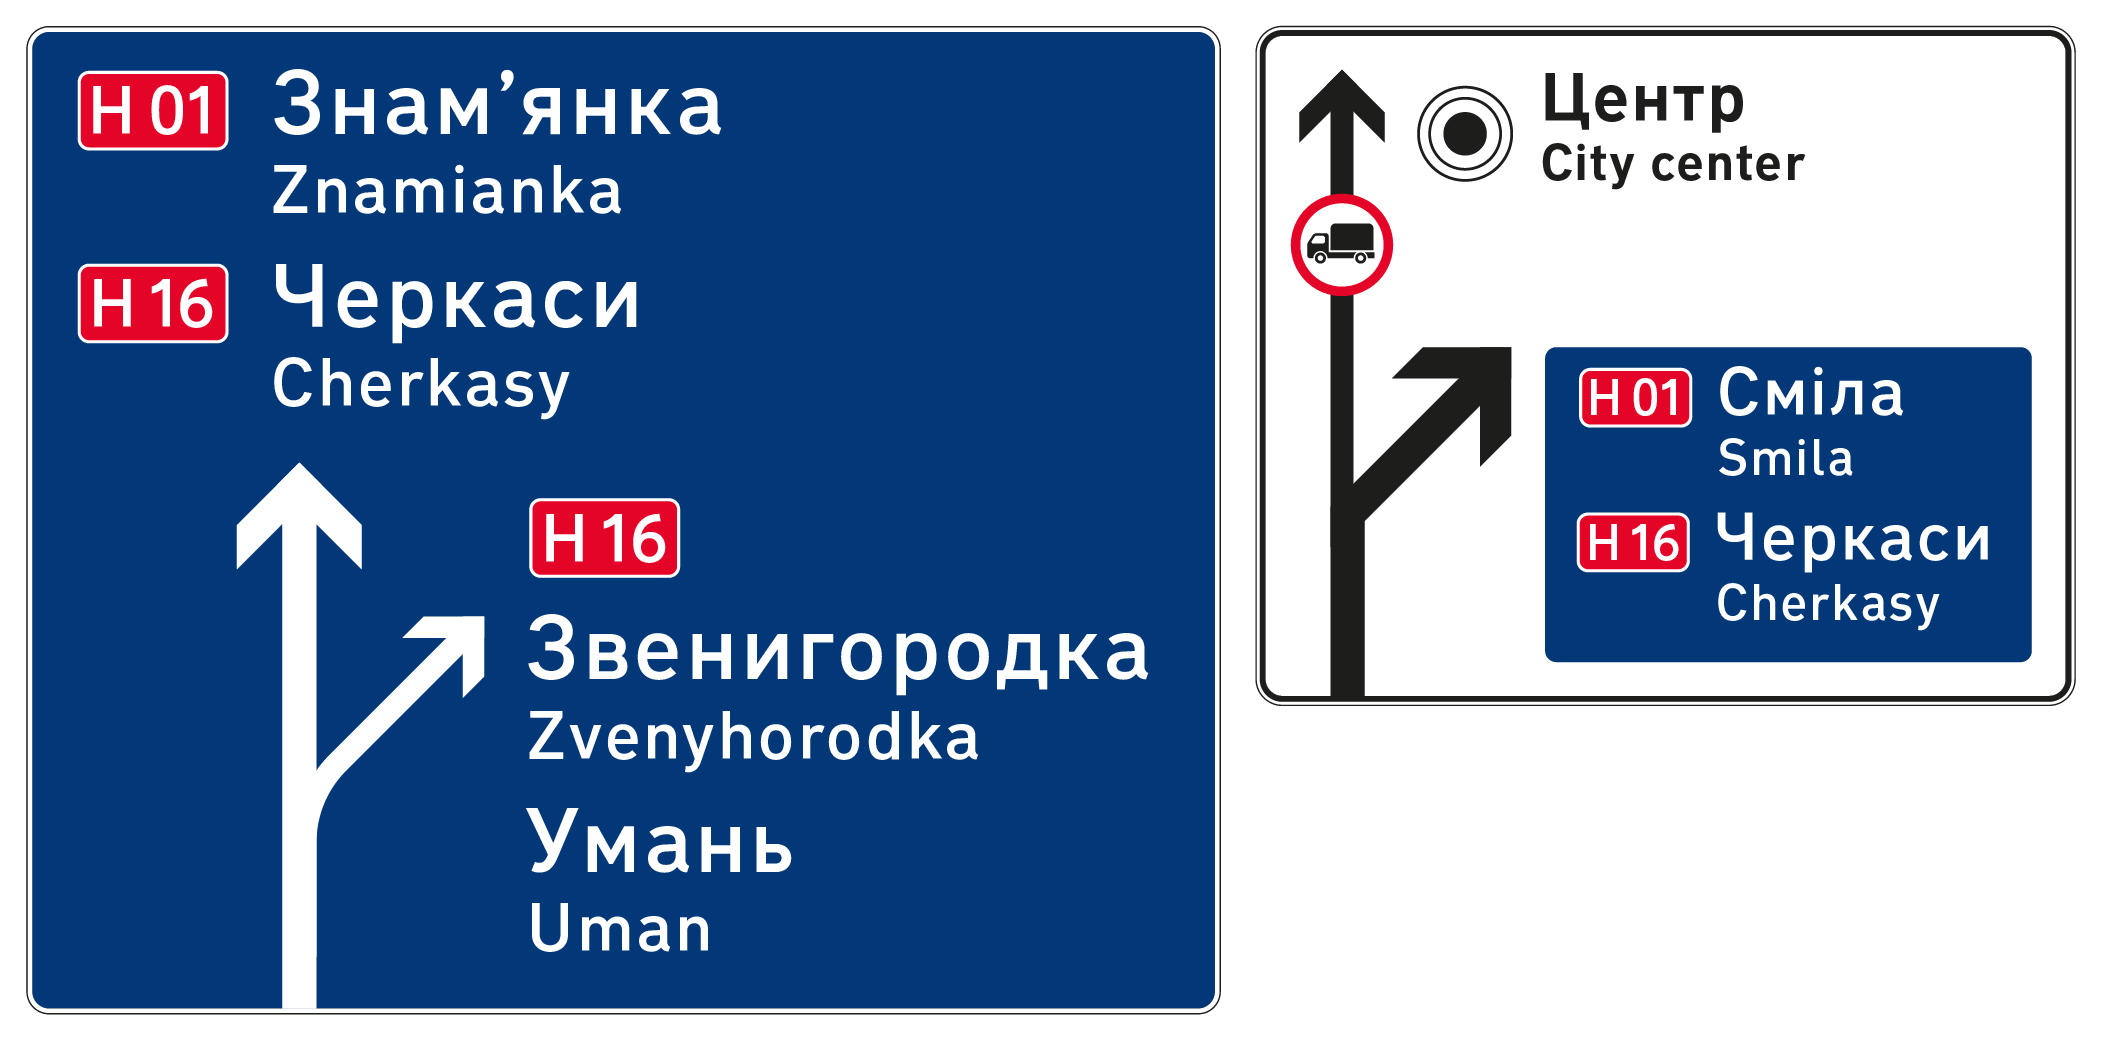 Н 01 Знам’янка
Znamianka
Н 16 Черкаси
Cherkasy
Н 16
Звенигородка
Zvenyhorodka
Умань
Uman
Центр
City center
Н 01 Сміла
Smila
Н 16 Черкаси
Cherkasy